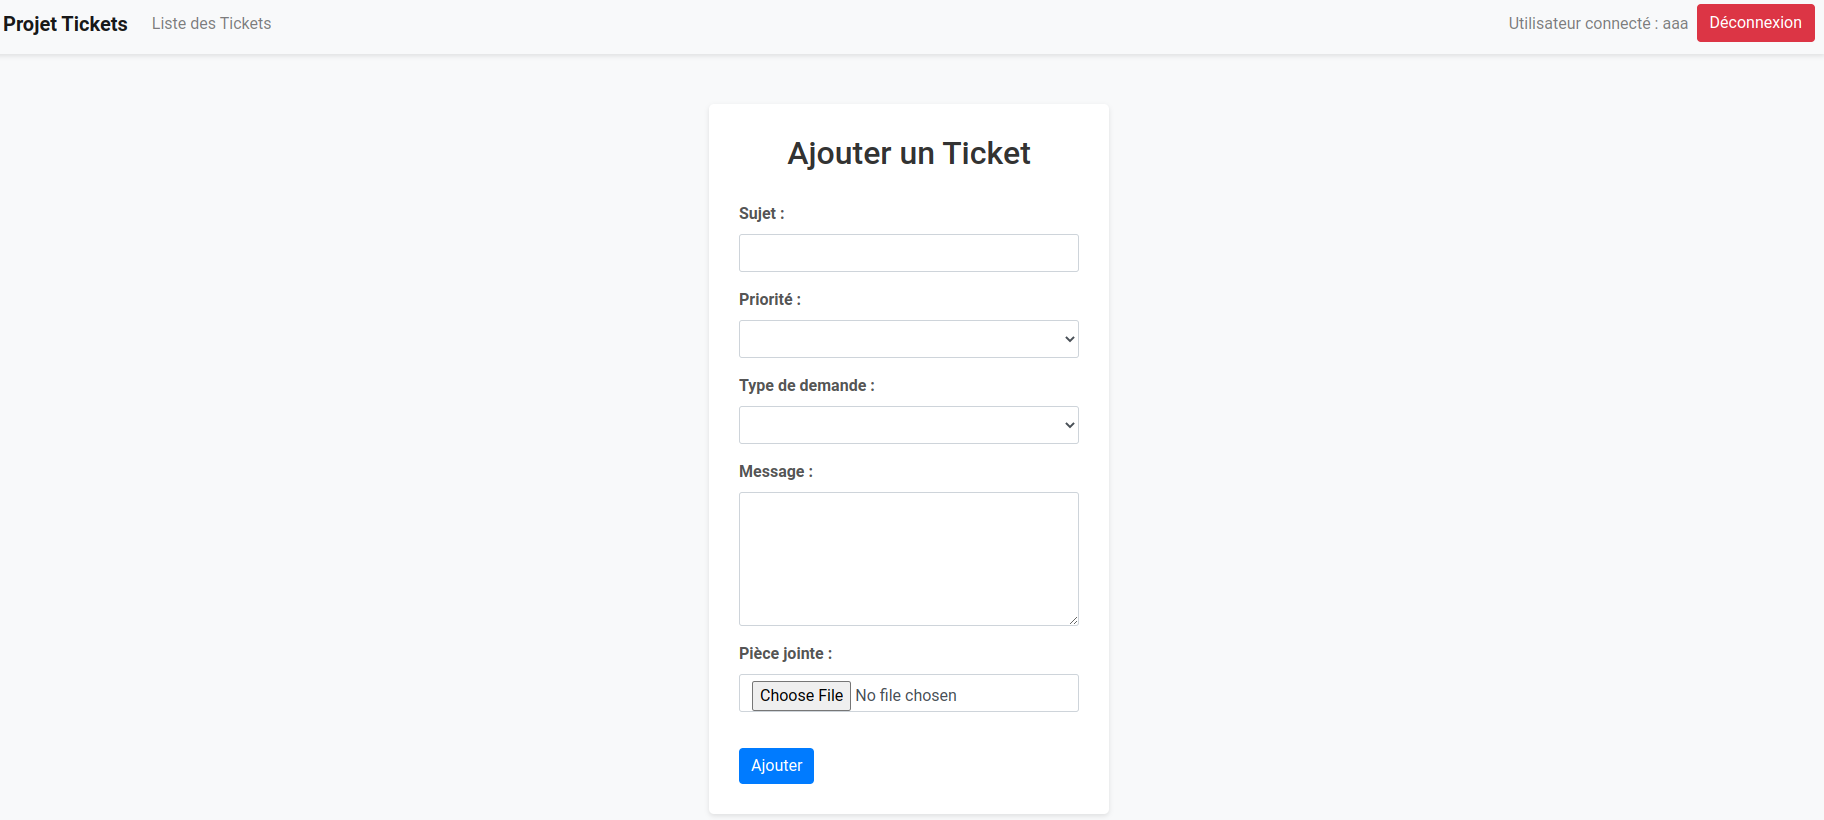 Projet Tickets Liste des Tickets Utilisateur connecté : aaa Déconnexion
Ajouter un Ticket
Sujet :
Priorité :
Type de demande :
Message :
Pièce jointe :
Choose File No file chosen
Ajouter